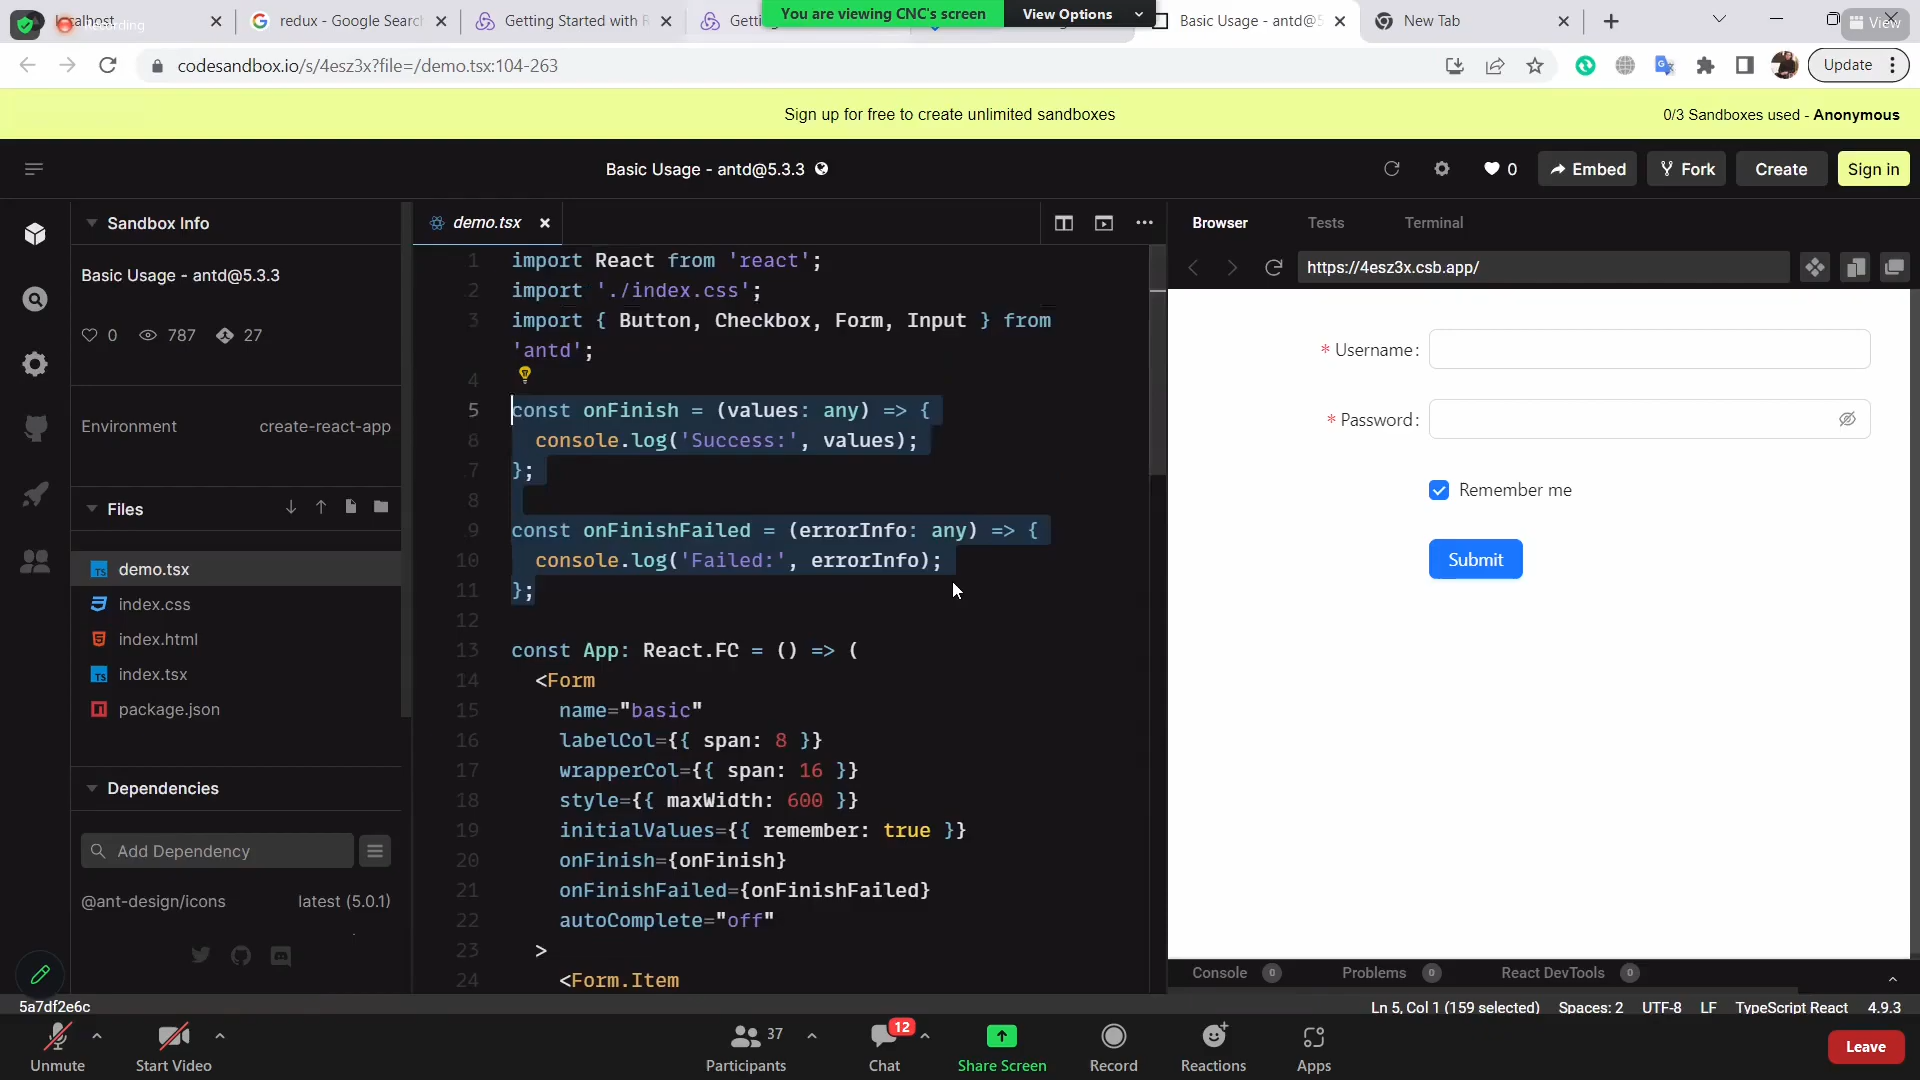 localhost
Recording
redux - Google Search
Getting Started with R
Getting
You are viewing CNC's screen
View Options
Basic Usage - antd@5
New Tab
View
codesandbox.io/s/4esz3x?file=/demo.tsx:104-263
Update
Sign up for free to create unlimited sandboxes
0/3 Sandboxes used - Anonymous
Basic Usage - antd@5.3.3
0
Embed
Fork
Create
Sign in
Sandbox Info
demo.tsx
Browser
Tests
Terminal
https://4esz3x.csb.app/
Basic Usage - antd@5.3.3
0
787
27
Environment
create-react-app
Files
demo.tsx
index.css
index.html
index.tsx
package.json
Dependencies
Add Dependency
@ant-design/icons
latest (5.0.1)
1 import React from 'react';
2 import './index.css';
3 import { Button, Checkbox, Form, Input } from
'antd';
4
5 const onFinish = (values: any) => {
6 console.log('Success:', values);
7 };
8
9 const onFinishFailed = (errorInfo: any) => {
10 console.log('Failed:', errorInfo);
11 };
12
13 const App: React.FC = () => (
14 <Form
15 name="basic"
16 labelCol={{ span: 8 }}
17 wrapperCol={{ span: 16 }}
18 style={{ maxWidth: 600 }}
19 initialValues={{ remember: true }}
20 onFinish={onFinish}
21 onFinishFailed={onFinishFailed}
22 autoComplete="off"
23 >
24 <Form.Item
* Username:
* Password:
Remember me
Submit
Console 0
Problems 0
React DevTools 0
5a7df2e6c
Ln 5, Col 1 (159 selected)
Spaces: 2
UTF-8
LF
TypeScript React
4.9.3
Unmute
Start Video
37
Participants
12
Chat
Share Screen
Record
Reactions
Apps
Leave